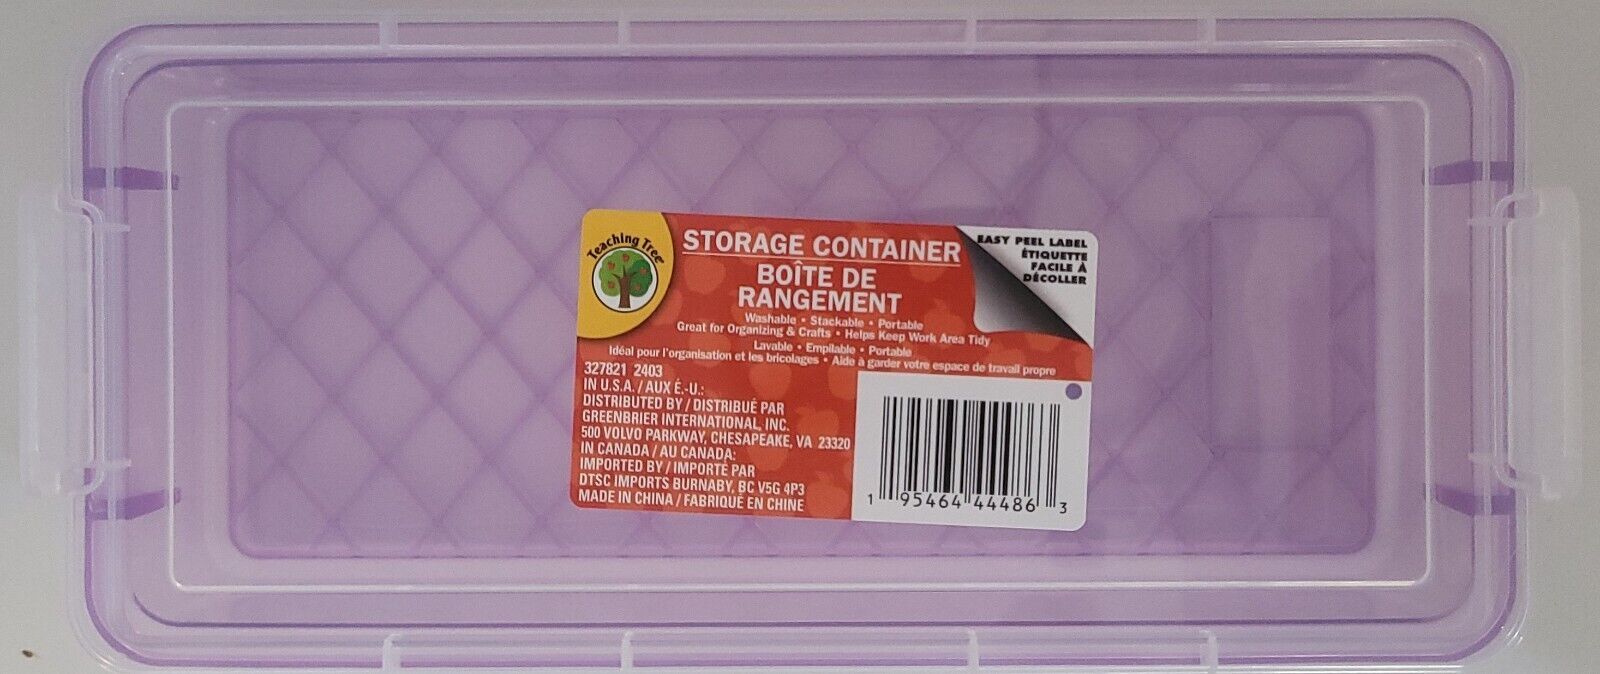 Teaching Tree
STORAGE CONTAINER
BOÎTE DE
RANGEMENT
Washable • Stackable • Portable
Great for Organizing & Crafts • Helps Keep Work Area Tidy
Lavable • Empilable • Portable
Idéal pour l'organisation et les bricolages • Aide à garder votre espace de travail propre
EASY PEEL LABEL
ÉTIQUETTE
FACILE À
DÉCOLLER
327821 2403
IN U.S.A. / AUX É.-U.:
DISTRIBUTED BY / DISTRIBUÉ PAR
GREENBRIER INTERNATIONAL, INC.
500 VOLVO PARKWAY, CHESAPEAKE, VA 23320
IN CANADA / AU CANADA:
IMPORTED BY / IMPORTÉ PAR
DTSC IMPORTS BURNABY, BC V5G 4P3
MADE IN CHINA / FABRIQUÉ EN CHINE
1 95464 44486 3